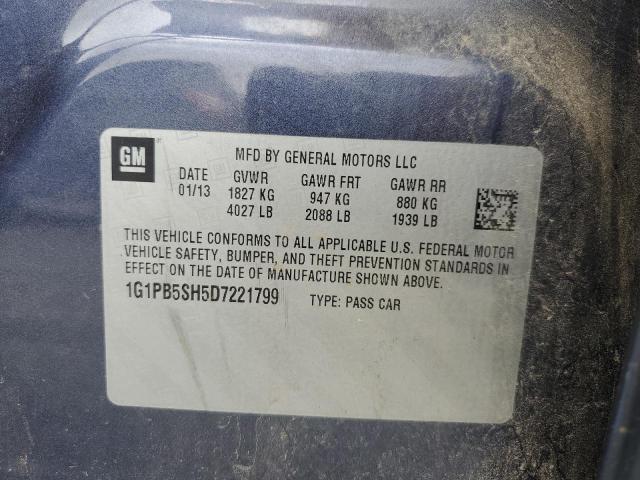 GM
MFD BY GENERAL MOTORS LLC
DATE GVWR GAWR FRT GAWR RR
01/13 1827 KG 947 KG 880 KG
4027 LB 2088 LB 1939 LB
THIS VEHICLE CONFORMS TO ALL APPLICABLE U.S. FEDERAL MOTOR
VEHICLE SAFETY, BUMPER, AND THEFT PREVENTION STANDARDS IN
EFFECT ON THE DATE OF MANUFACTURE SHOWN ABOVE.
1G1PB5SH5D7221799 TYPE: PASS CAR